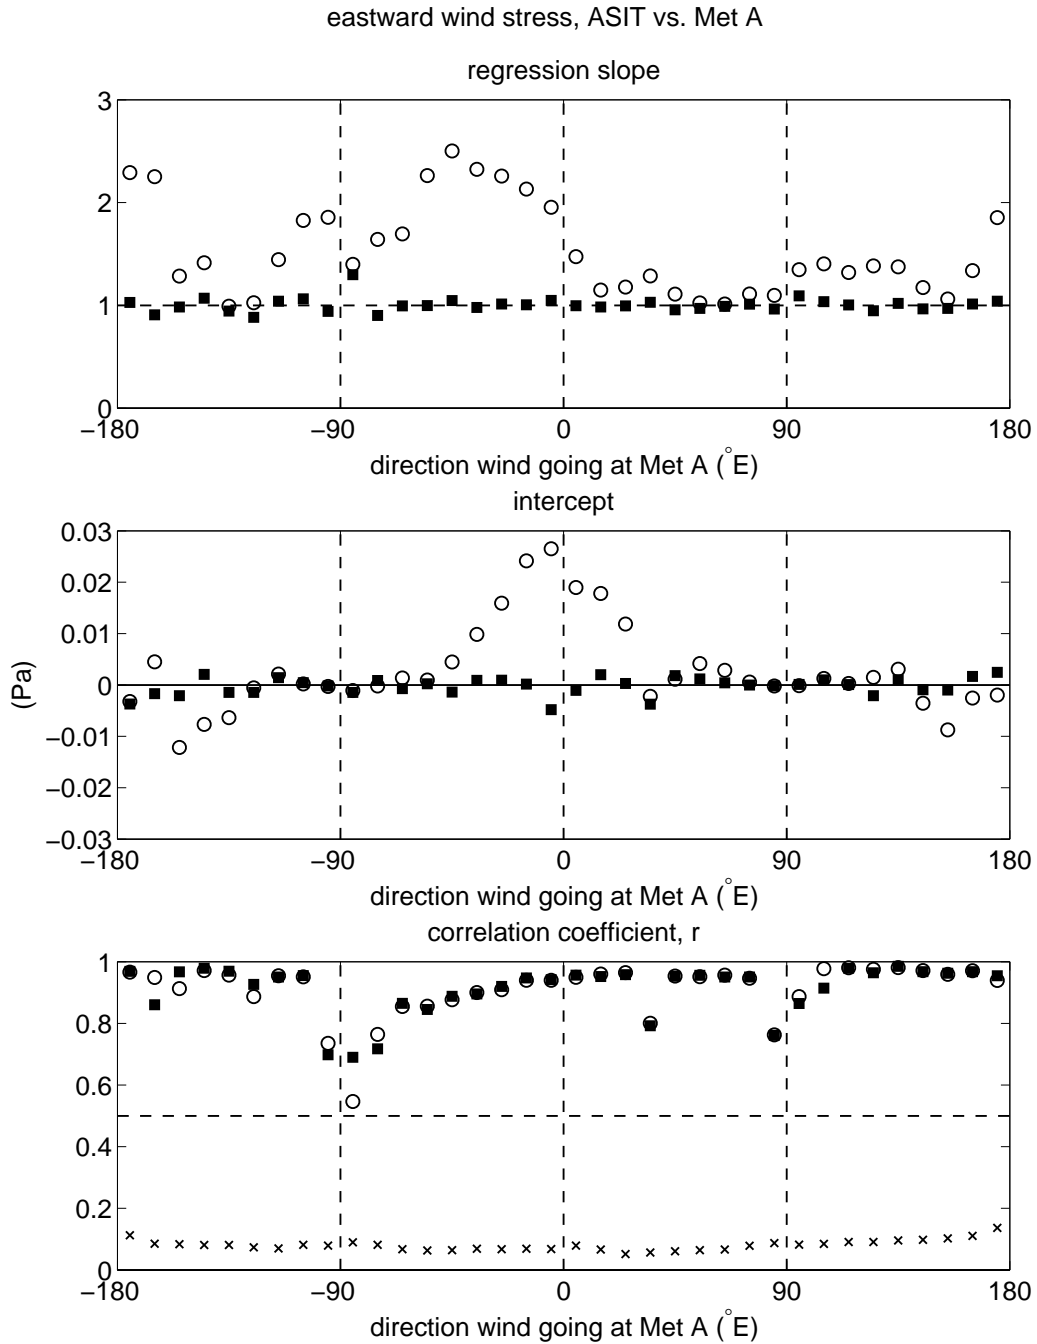 eastward wind stress, ASIT vs. Met A
regression slope
3
2
1
0
−180 −90 0 90 180
direction wind going at Met A (°E)
intercept
0.03
0.02
0.01
0
−0.01
−0.02
−0.03
(Pa)
−180 −90 0 90 180
direction wind going at Met A (°E)
correlation coefficient, r
1
0.8
0.6
0.4
0.2
0
−180 −90 0 90 180
direction wind going at Met A (°E)